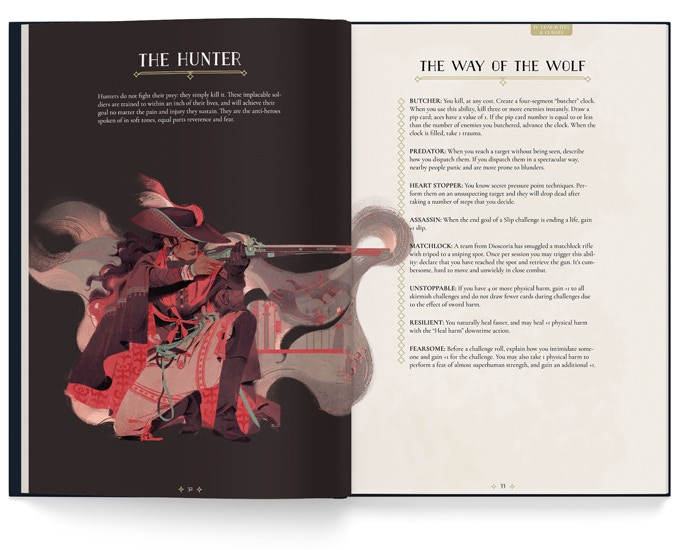 THE HUNTER
Hunters do not fight their prey: they simply kill it. These implacable sol-
diers are trained to within an inch of their lives, and will achieve their
goal no matter the pain and injury they sustain. They are the anti-heroes
spoken of in soft tones, equal parts reverence and fear.
32
THE WAY OF THE WOLF
BUTCHER: You kill, at any cost. Create a four-segment "butcher" clock.
When you use this ability, kill three or more enemies instantly. Draw a
pip card; aces have a value of 1. If the pip card number is equal to or less
than the number of enemies you butchered, advance the clock. When the
clock is filled, take 1 trauma.
PREDATOR: When you reach a target without being seen, describe
how you dispatch them. If you dispatch them in a spectacular way,
nearby people panic and are more prone to blunders.
HEART STOPPER: You know secret pressure point techniques. Per-
form them on an unsuspecting target and they will drop dead after
taking a number of steps that you decide.
ASSASSIN: When the end goal of a Slip challenge is ending a life, gain
+1 slip.
MATCHLOCK: A team from Dioscoria has smuggled a matchlock rifle
with tripod to a sniping spot. Once per session you may trigger this abil-
ity: declare that you have reached the spot and retrieve the gun. It's cum-
bersome, hard to move and unwieldy in close combat.
UNSTOPPABLE: If you have 4 or more physical harm, gain +1 to all
skirmish challenges and do not draw fewer cards during challenges due
to the effect of sword harm.
RESILIENT: You naturally heal faster, and may heal +1 physical harm
with the "Heal harm" downtime action.
FEARSOME: Before a challenge roll, explain how you intimidate some-
one and gain +1 for the challenge. You may also take 1 physical harm to
perform a feat of almost superhuman strength, and gain an additional +1.
33